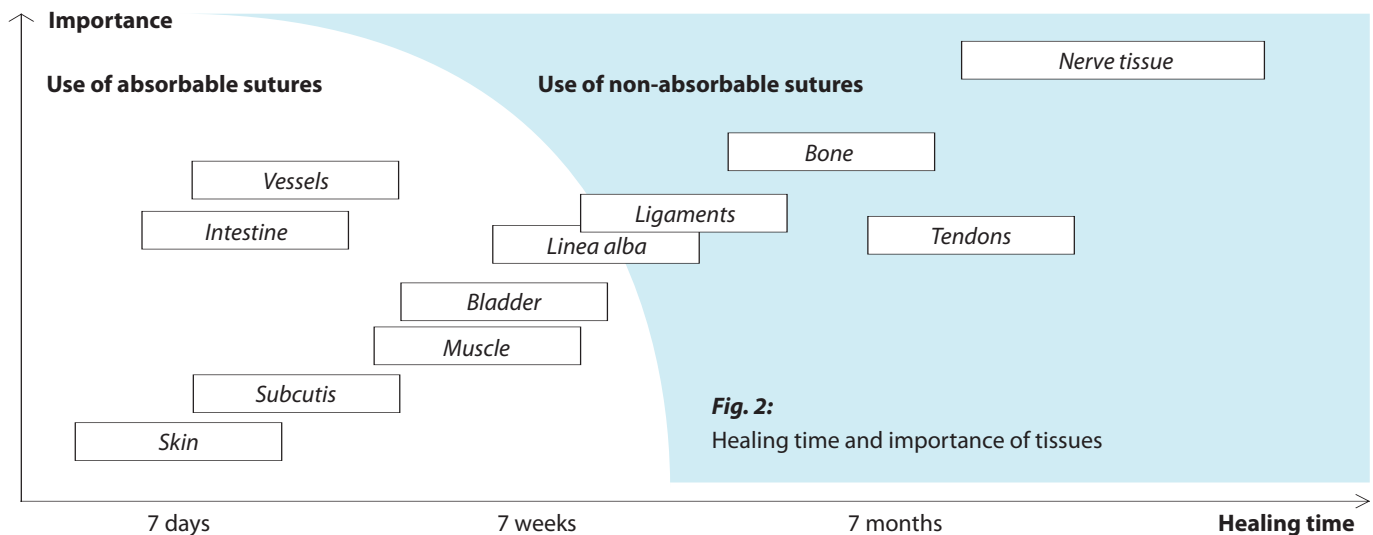 Importance
Use of absorbable sutures
Use of non-absorbable sutures
Nerve tissue
Bone
Vessels
Ligaments
Intestine
Linea alba
Tendons
Bladder
Muscle
Subcutis
Skin
Fig. 2:
Healing time and importance of tissues
7 days
7 weeks
7 months
Healing time